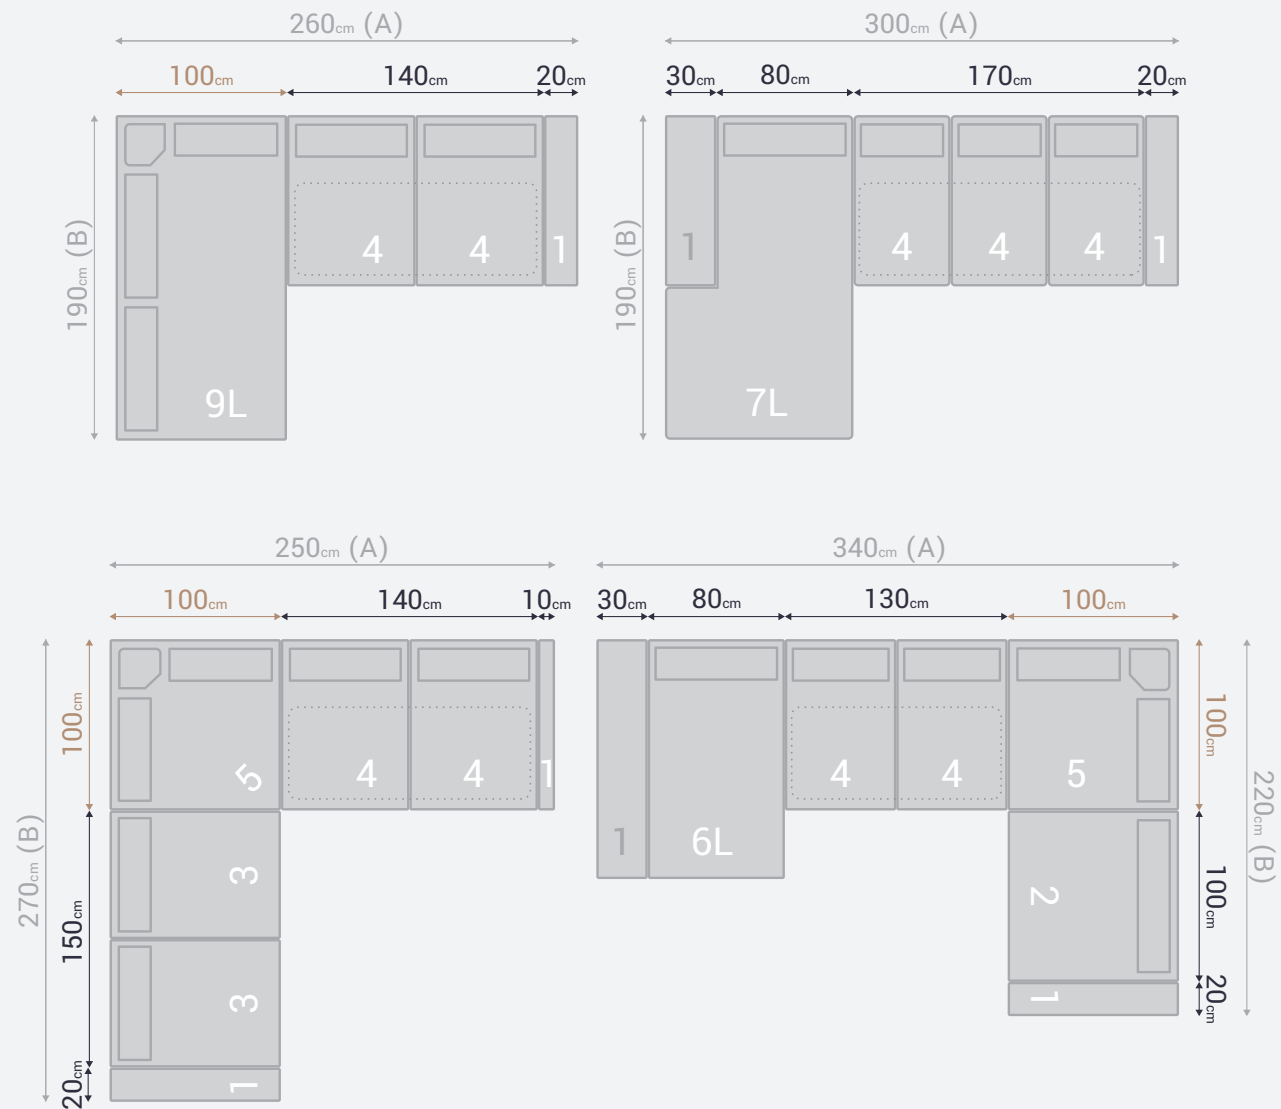 260cm (A)
100cm 140cm 20cm
190cm (B)
4 4 1
9L
300cm (A)
30cm 80cm 170cm 20cm
190cm (B)
1 4 4 4 1
7L
250cm (A)
100cm 140cm 10cm
270cm (B)
100cm
150cm
20cm
5 4 4 1
3
3
1
340cm (A)
30cm 80cm 130cm 100cm
4 4 5
1 6L
2
1
100cm
100cm
20cm
220cm (B)